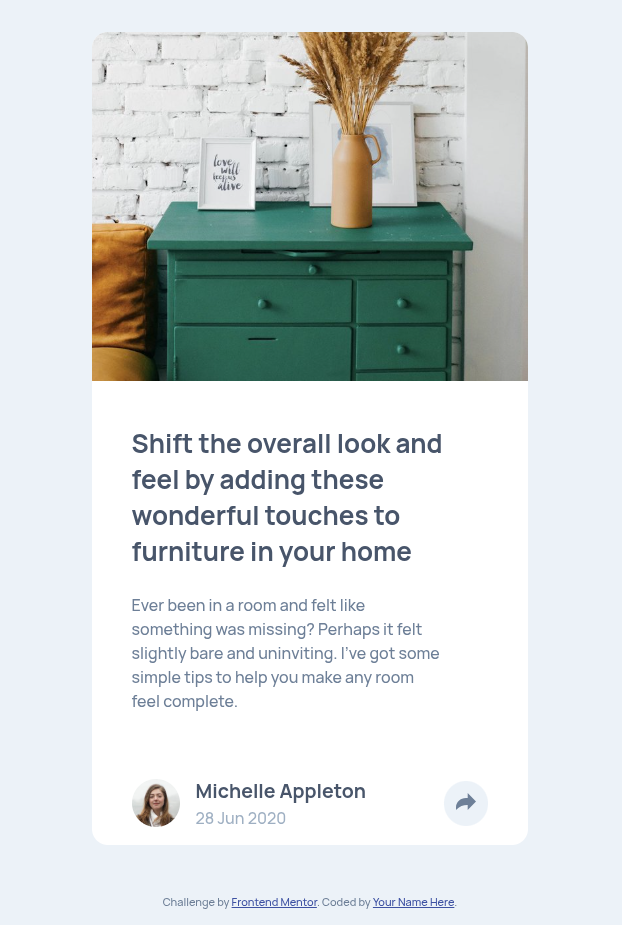 love
will
keep us
alive
Shift the overall look and
feel by adding these
wonderful touches to
furniture in your home
Ever been in a room and felt like
something was missing? Perhaps it felt
slightly bare and uninviting. I’ve got some
simple tips to help you make any room
feel complete.
Michelle Appleton
28 Jun 2020
Challenge by Frontend Mentor. Coded by Your Name Here.